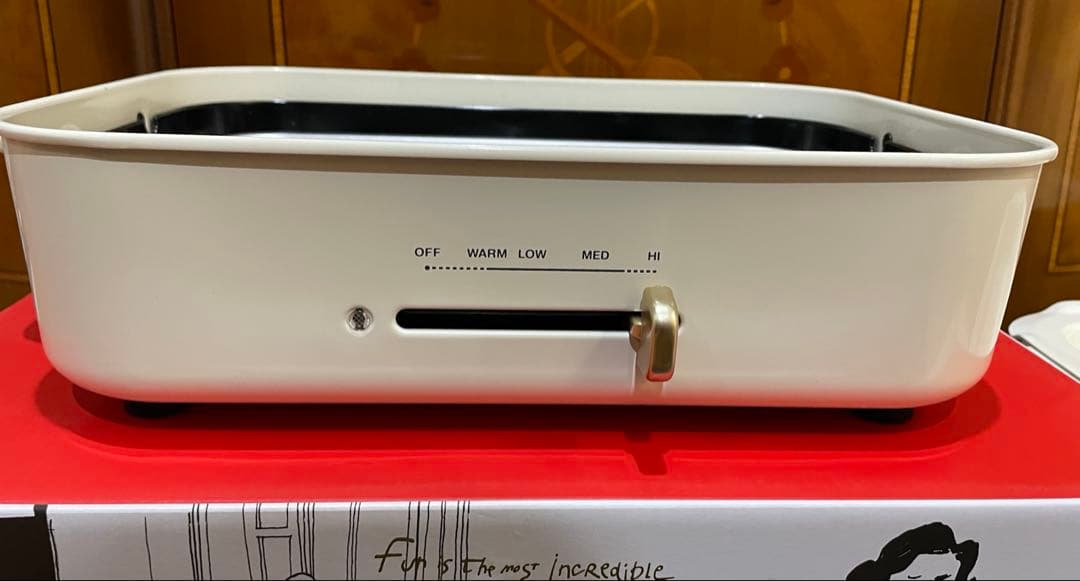 OFF WARM LOW MED HI
Fun is the most incredible